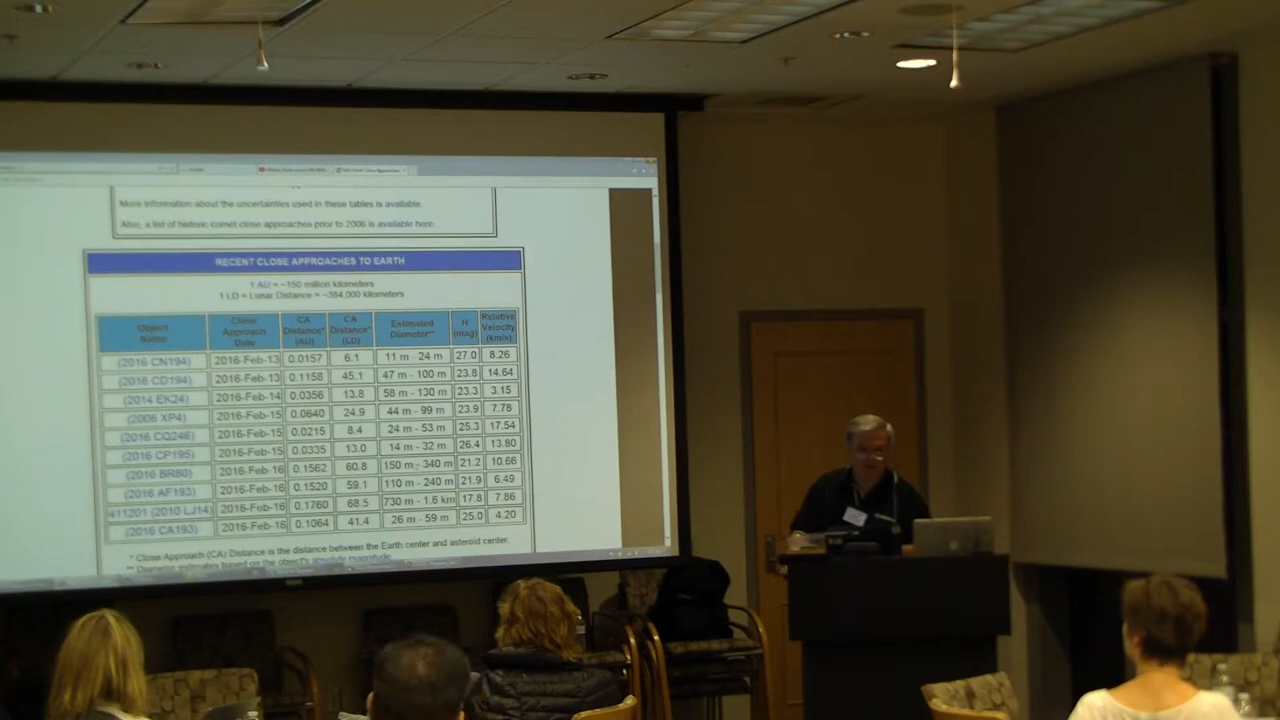 More information about the uncertainties used in these tables is available.
Also, a list of historic comet close approaches prior to 2006 is available here.
RECENT CLOSE APPROACHES TO EARTH
1 AU = ~150 million kilometers
1 LD = Lunar Distance = ~384,000 kilometers
Object Name | Close Approach Date | CA Distance* (AU) | CA Distance* (LD) | Estimated Diameter** | H (mag) | Relative Velocity (km/s)
(2016 CN194) 2016-Feb-13 0.0157 6.1 11 m - 24 m 27.0 8.26
(2016 CD194) 2016-Feb-13 0.1158 45.1 47 m - 100 m 23.8 14.64
(2014 EK24) 2016-Feb-14 0.0356 13.8 58 m - 130 m 23.3 3.15
(2006 XP4) 2016-Feb-15 0.0640 24.9 44 m - 99 m 23.9 7.78
(2016 CQ246) 2016-Feb-15 0.0215 8.4 24 m - 53 m 25.3 17.54
(2016 CP195) 2016-Feb-15 0.0335 13.0 14 m - 32 m 26.4 13.80
(2016 BR80) 2016-Feb-16 0.1562 60.8 150 m - 340 m 21.2 10.66
(2016 AF193) 2016-Feb-16 0.1520 59.1 110 m - 240 m 21.9 6.49
411201 (2010 LJ14) 2016-Feb-16 0.1760 68.5 730 m - 1.6 km 17.8 7.86
(2016 CA193) 2016-Feb-16 0.1064 41.4 26 m - 59 m 25.0 4.20
* Close Approach (CA) Distance is the distance between the Earth center and asteroid center.
** Diameter estimates based on the object's absolute magnitude.